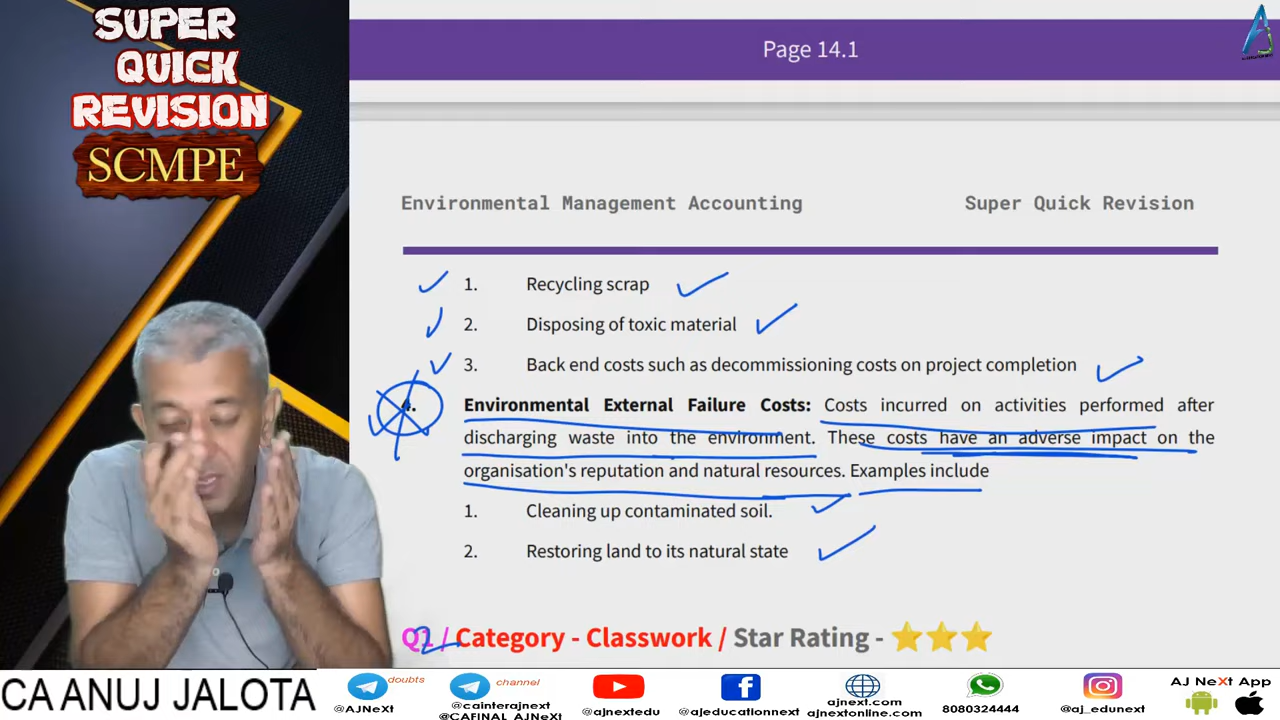 SUPER
QUICK
REVISION
SCMPE
Page 14.1
Environmental Management Accounting Super Quick Revision
1. Recycling scrap
2. Disposing of toxic material
3. Back end costs such as decommissioning costs on project completion
4. Environmental External Failure Costs: Costs incurred on activities performed after
discharging waste into the environment. These costs have an adverse impact on the
organisation's reputation and natural resources. Examples include
1. Cleaning up contaminated soil.
2. Restoring land to its natural state
Q1 / Category - Classwork / Star Rating - ⭐⭐⭐
CA ANUJ JALOTA
doubts
@AJNeXt
channel
@cainterajnext
@CAFINAL_AJNeXt
@ajnextedu
@ajeducationnext
ajnext.com
ajnextonline.com
8080324444
@aj_edunext
AJ NeXt App